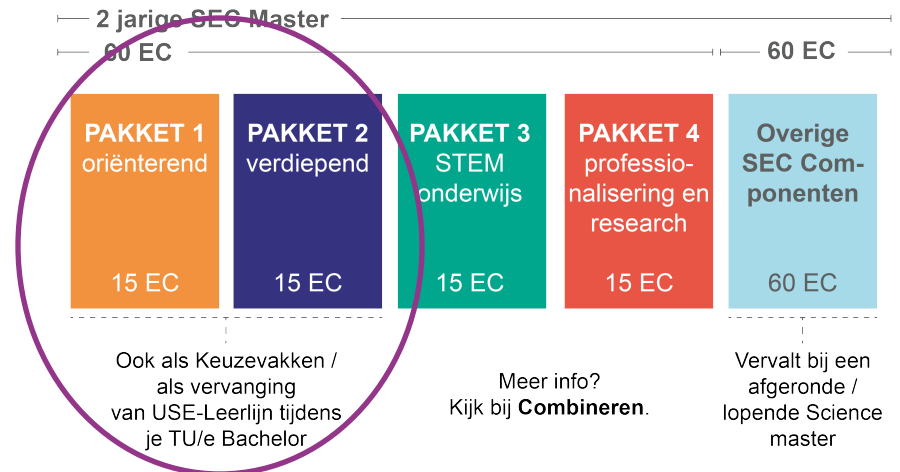 2 jarige SEC Master
60 EC
60 EC
PAKKET 1
oriënterend
15 EC
PAKKET 2
verdiepend
15 EC
PAKKET 3
STEM
onderwijs
15 EC
PAKKET 4
professio-
nalisering en
research
15 EC
Overige
SEC Com-
ponenten
60 EC
Ook als Keuzevakken /
als vervanging
van USE-Leerlijn tijdens
je TU/e Bachelor
Meer info?
Kijk bij Combineren.
Vervalt bij een
afgeronde /
lopende Science
master